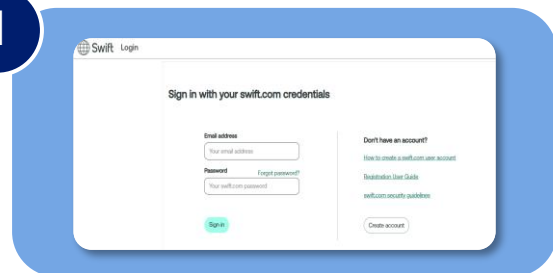 1
Swift Login
Sign in with your swift.com credentials
Email address
Your email address
Password Forgot password?
Your swift.com password
Sign in
Don't have an account?
How to create a swift.com user account
Registration User Guide
swift.com security guidelines
Create account